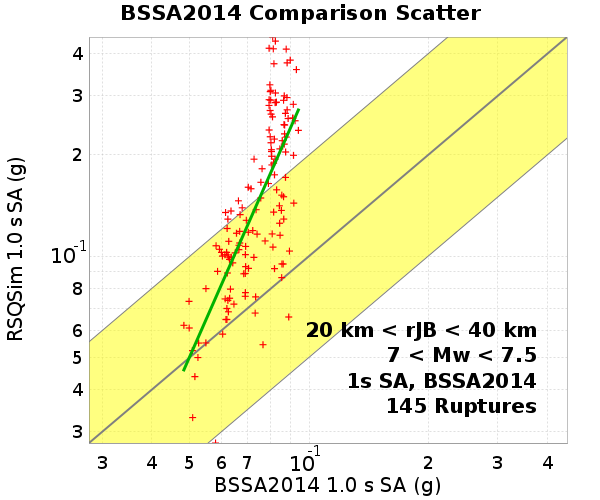 BSSA2014 Comparison Scatter
RSQSim 1.0 s SA (g)
4
3
2
10-1
8
6
5
4
3
20 km < rJB < 40 km
7 < Mw < 7.5
1s SA, BSSA2014
145 Ruptures
3 4 5 6 7 10-1 2 3 4
BSSA2014 1.0 s SA (g)